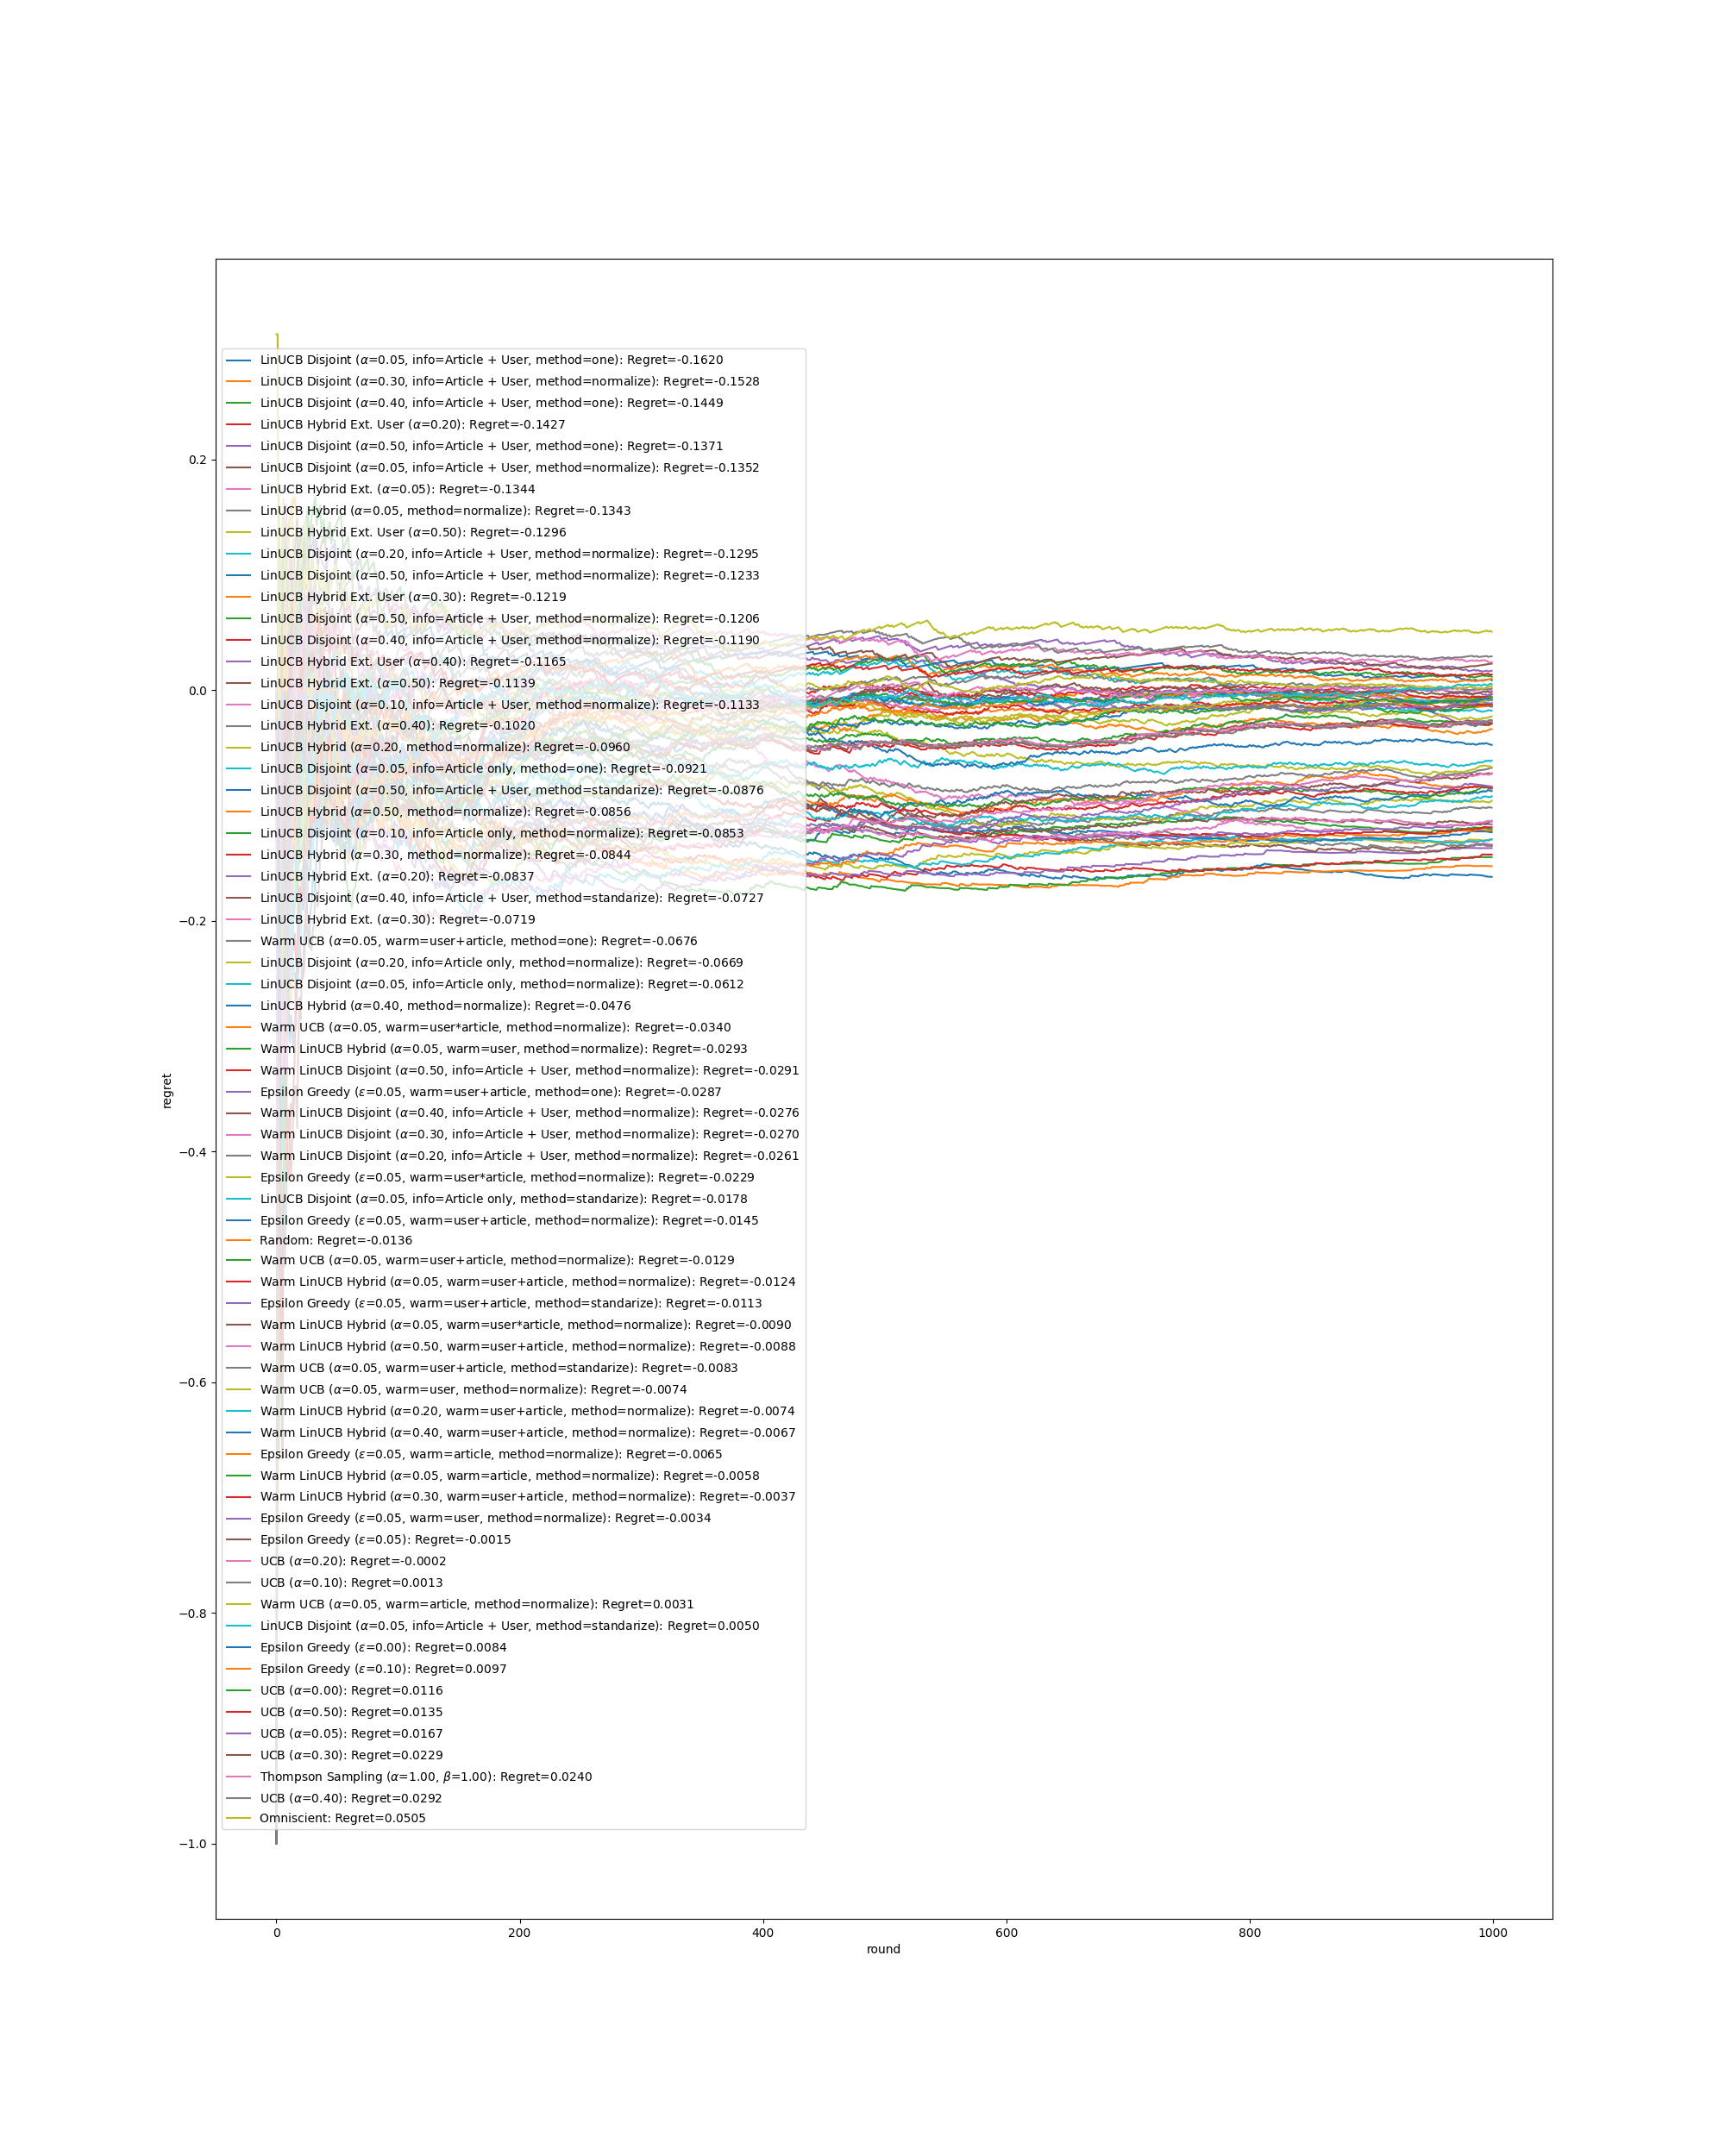 LinUCB Disjoint (α=0.05, info=Article + User, method=one): Regret=-0.1620
LinUCB Disjoint (α=0.30, info=Article + User, method=normalize): Regret=-0.1528
LinUCB Disjoint (α=0.40, info=Article + User, method=one): Regret=-0.1449
LinUCB Hybrid Ext. User (α=0.20): Regret=-0.1427
LinUCB Disjoint (α=0.50, info=Article + User, method=one): Regret=-0.1371
LinUCB Disjoint (α=0.05, info=Article + User, method=normalize): Regret=-0.1352
LinUCB Hybrid Ext. (α=0.05): Regret=-0.1344
LinUCB Hybrid (α=0.05, method=normalize): Regret=-0.1343
LinUCB Hybrid Ext. User (α=0.50): Regret=-0.1296
LinUCB Disjoint (α=0.20, info=Article + User, method=normalize): Regret=-0.1295
LinUCB Disjoint (α=0.50, info=Article + User, method=normalize): Regret=-0.1233
LinUCB Hybrid Ext. User (α=0.30): Regret=-0.1219
LinUCB Disjoint (α=0.50, info=Article + User, method=normalize): Regret=-0.1206
LinUCB Disjoint (α=0.40, info=Article + User, method=normalize): Regret=-0.1190
LinUCB Hybrid Ext. User (α=0.40): Regret=-0.1165
LinUCB Hybrid Ext. (α=0.50): Regret=-0.1139
LinUCB Disjoint (α=0.10, info=Article + User, method=normalize): Regret=-0.1133
LinUCB Hybrid Ext. (α=0.40): Regret=-0.1020
LinUCB Hybrid (α=0.20, method=normalize): Regret=-0.0960
LinUCB Disjoint (α=0.05, info=Article only, method=one): Regret=-0.0921
LinUCB Disjoint (α=0.50, info=Article + User, method=standarize): Regret=-0.0876
LinUCB Hybrid (α=0.50, method=normalize): Regret=-0.0856
LinUCB Disjoint (α=0.10, info=Article only, method=normalize): Regret=-0.0853
LinUCB Hybrid (α=0.30, method=normalize): Regret=-0.0844
LinUCB Hybrid Ext. (α=0.20): Regret=-0.0837
LinUCB Disjoint (α=0.40, info=Article + User, method=standarize): Regret=-0.0727
LinUCB Hybrid Ext. (α=0.30): Regret=-0.0719
Warm UCB (α=0.05, warm=user+article, method=one): Regret=-0.0676
LinUCB Disjoint (α=0.20, info=Article only, method=normalize): Regret=-0.0669
LinUCB Disjoint (α=0.05, info=Article only, method=normalize): Regret=-0.0612
LinUCB Hybrid (α=0.40, method=normalize): Regret=-0.0476
Warm UCB (α=0.05, warm=user*article, method=normalize): Regret=-0.0340
Warm LinUCB Hybrid (α=0.05, warm=user, method=normalize): Regret=-0.0293
Warm LinUCB Disjoint (α=0.50, info=Article + User, method=normalize): Regret=-0.0291
Epsilon Greedy (ε=0.05, warm=user+article, method=one): Regret=-0.0287
Warm LinUCB Disjoint (α=0.40, info=Article + User, method=normalize): Regret=-0.0276
Warm LinUCB Disjoint (α=0.30, info=Article + User, method=normalize): Regret=-0.0270
Warm LinUCB Disjoint (α=0.20, info=Article + User, method=normalize): Regret=-0.0261
Epsilon Greedy (ε=0.05, warm=user*article, method=normalize): Regret=-0.0229
LinUCB Disjoint (α=0.05, info=Article only, method=standarize): Regret=-0.0178
Epsilon Greedy (ε=0.05, warm=user+article, method=normalize): Regret=-0.0145
Random: Regret=-0.0136
Warm UCB (α=0.05, warm=user+article, method=normalize): Regret=-0.0129
Warm LinUCB Hybrid (α=0.05, warm=user+article, method=normalize): Regret=-0.0124
Epsilon Greedy (ε=0.05, warm=user+article, method=standarize): Regret=-0.0113
Warm LinUCB Hybrid (α=0.05, warm=user*article, method=normalize): Regret=-0.0090
Warm LinUCB Hybrid (α=0.50, warm=user+article, method=normalize): Regret=-0.0088
Warm UCB (α=0.05, warm=user+article, method=standarize): Regret=-0.0083
Warm UCB (α=0.05, warm=user, method=normalize): Regret=-0.0074
Warm LinUCB Hybrid (α=0.20, warm=user+article, method=normalize): Regret=-0.0074
Warm LinUCB Hybrid (α=0.40, warm=user+article, method=normalize): Regret=-0.0067
Epsilon Greedy (ε=0.05, warm=article, method=normalize): Regret=-0.0065
Warm LinUCB Hybrid (α=0.05, warm=article, method=normalize): Regret=-0.0058
Warm LinUCB Hybrid (α=0.30, warm=user+article, method=normalize): Regret=-0.0037
Epsilon Greedy (ε=0.05, warm=user, method=normalize): Regret=-0.0034
Epsilon Greedy (ε=0.05): Regret=-0.0015
UCB (α=0.20): Regret=-0.0002
UCB (α=0.10): Regret=0.0013
Warm UCB (α=0.05, warm=article, method=normalize): Regret=0.0031
LinUCB Disjoint (α=0.05, info=Article + User, method=standarize): Regret=0.0050
Epsilon Greedy (ε=0.00): Regret=0.0084
Epsilon Greedy (ε=0.10): Regret=0.0097
UCB (α=0.00): Regret=0.0116
UCB (α=0.50): Regret=0.0135
UCB (α=0.05): Regret=0.0167
UCB (α=0.30): Regret=0.0229
Thompson Sampling (α=1.00, β=1.00): Regret=0.0240
UCB (α=0.40): Regret=0.0292
Omniscient: Regret=0.0505
0.2
0.0
−0.2
−0.4
−0.6
−0.8
−1.0
regret
0
200
400
600
800
1000
round